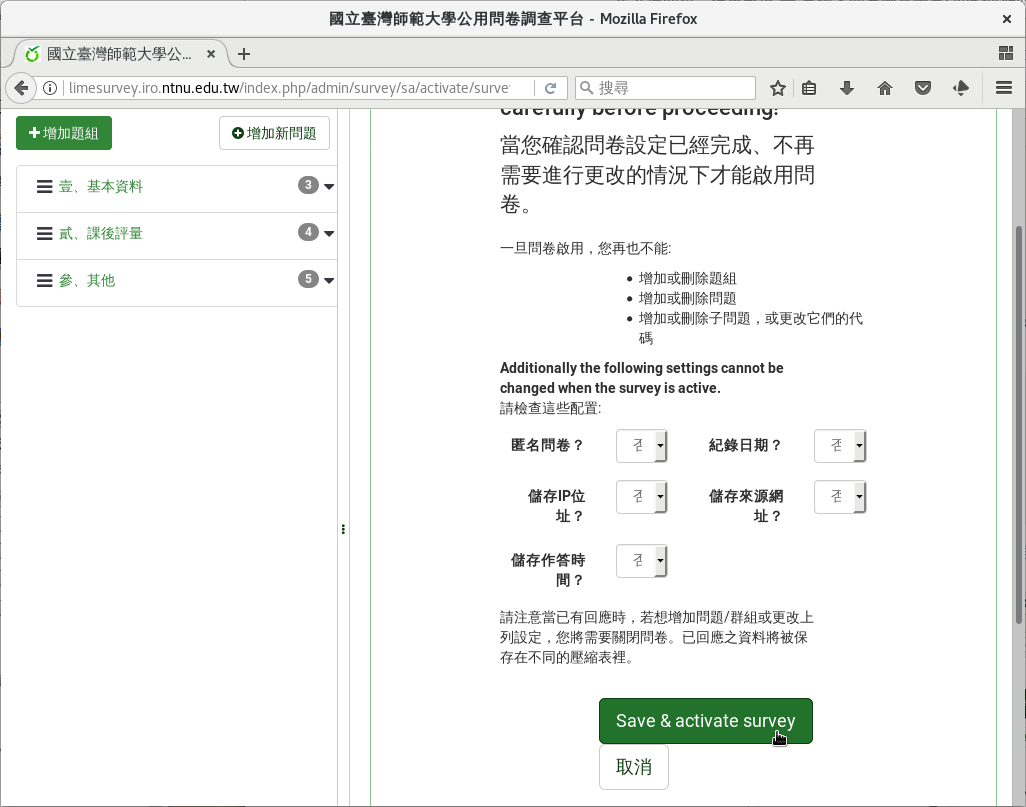 國立臺灣師範大學公用問卷調查平台 - Mozilla Firefox
國立臺灣師範大學公...
limesurvey.iro.ntnu.edu.tw/index.php/admin/survey/sa/activate/surve
搜尋
增加題組
增加新問題
壹、基本資料 3
貳、課後評量 4
參、其他 5
carefully before proceeding!
當您確認問卷設定已經完成、不再
需要進行更改的情況下才能啟用問
卷。
一旦問卷啟用，您再也不能:
增加或刪除題組
增加或刪除問題
增加或刪除子問題，或更改它們的代
碼
Additionally the following settings cannot be
changed when the survey is active.
請檢查這些配置:
匿名問卷？
紀錄日期？
儲存IP位
址？
儲存來源網
址？
儲存作答時
間？
請注意當已有回應時，若想增加問題/群組或更改上
列設定，您將需要關閉問卷。已回應之資料將被保
存在不同的壓縮表裡。
Save & activate survey
取消